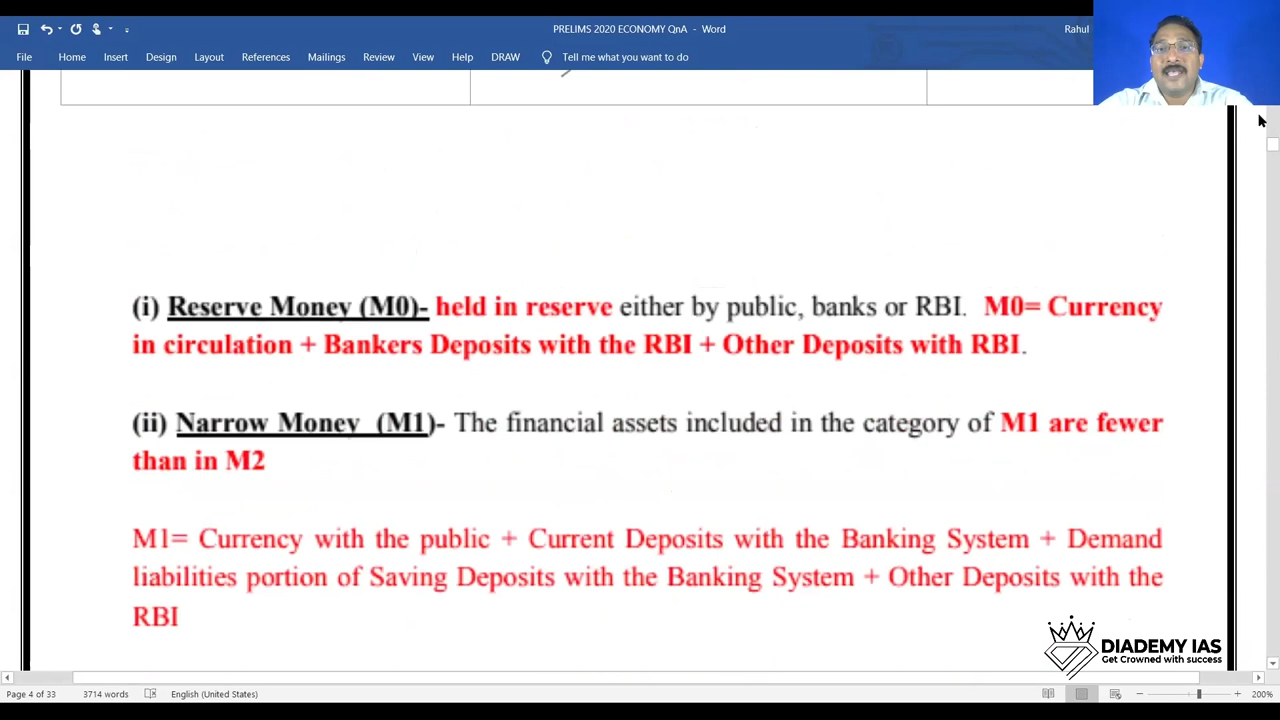 PRELIMS 2020 ECONOMY QnA - Word
Rahul
File Home Insert Design Layout References Mailings Review View Help DRAW Tell me what you want to do
(i) Reserve Money (M0)- held in reserve either by public, banks or RBI. M0= Currency
in circulation + Bankers Deposits with the RBI + Other Deposits with RBI.
(ii) Narrow Money (M1)- The financial assets included in the category of M1 are fewer
than in M2
M1= Currency with the public + Current Deposits with the Banking System + Demand
liabilities portion of Saving Deposits with the Banking System + Other Deposits with the
RBI
DIADEMY IAS
Get Crowned with success
Page 4 of 33 3714 words English (United States) 200%